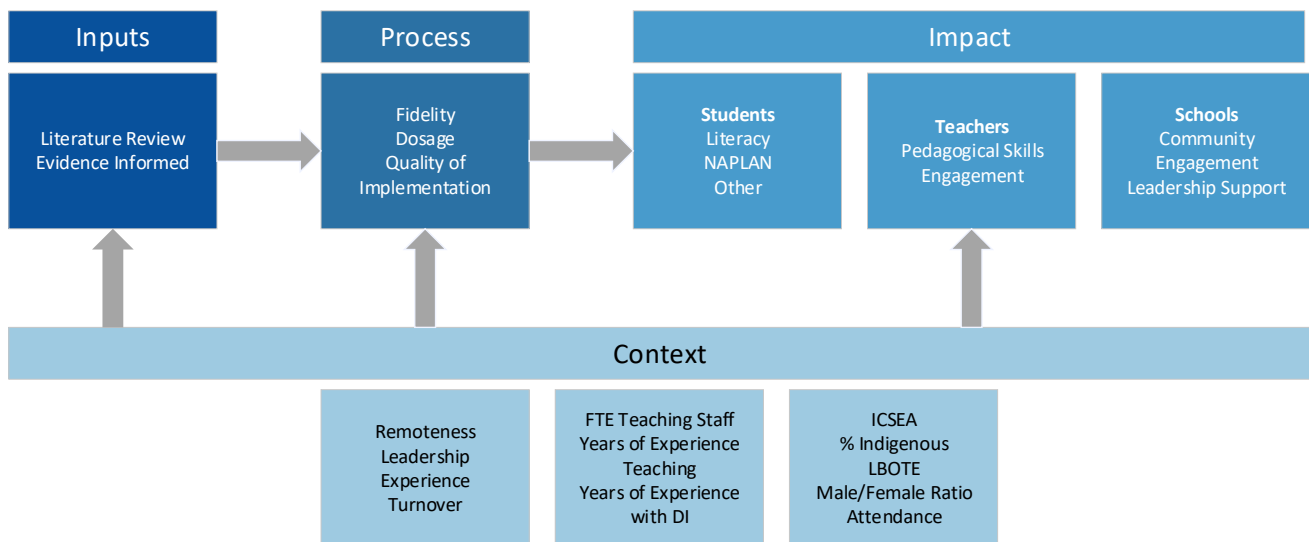 Inputs
Process
Impact
Literature Review
Evidence Informed
Fidelity
Dosage
Quality of
Implementation
Students
Literacy
NAPLAN
Other
Teachers
Pedagogical Skills
Engagement
Schools
Community
Engagement
Leadership Support
Context
Remoteness
Leadership
Experience
Turnover
FTE Teaching Staff
Years of Experience
Teaching
Years of Experience
with DI
ICSEA
% Indigenous
LBOTE
Male/Female Ratio
Attendance